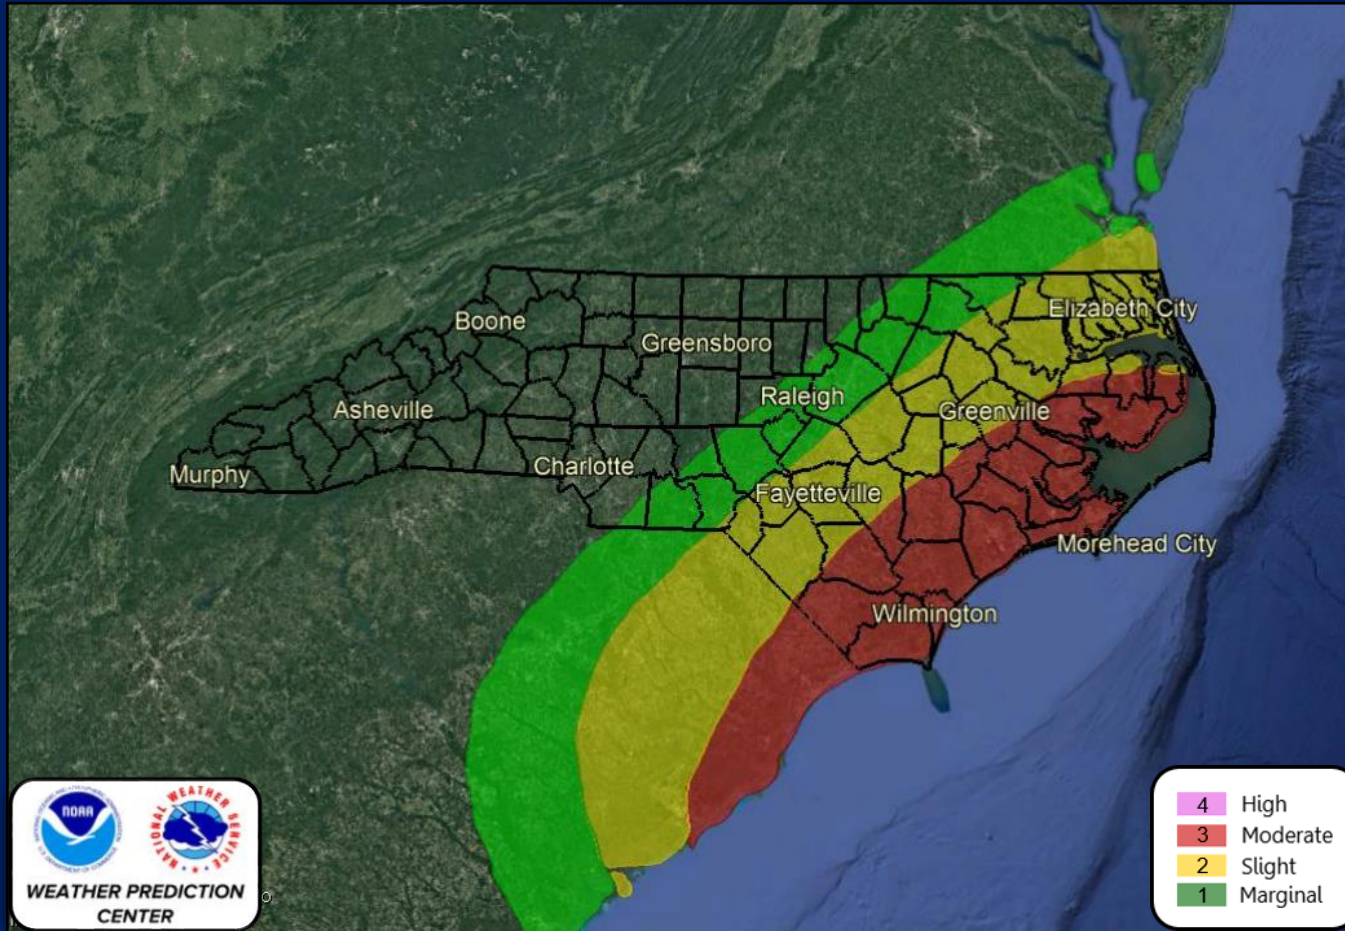 Elizabeth City
Boone
Greensboro
Raleigh
Asheville
Greenville
Charlotte
Murphy
Fayetteville
Morehead City
Wilmington
NOAA
NATIONAL WEATHER SERVICE
WEATHER PREDICTION
CENTER
4 High
3 Moderate
2 Slight
1 Marginal